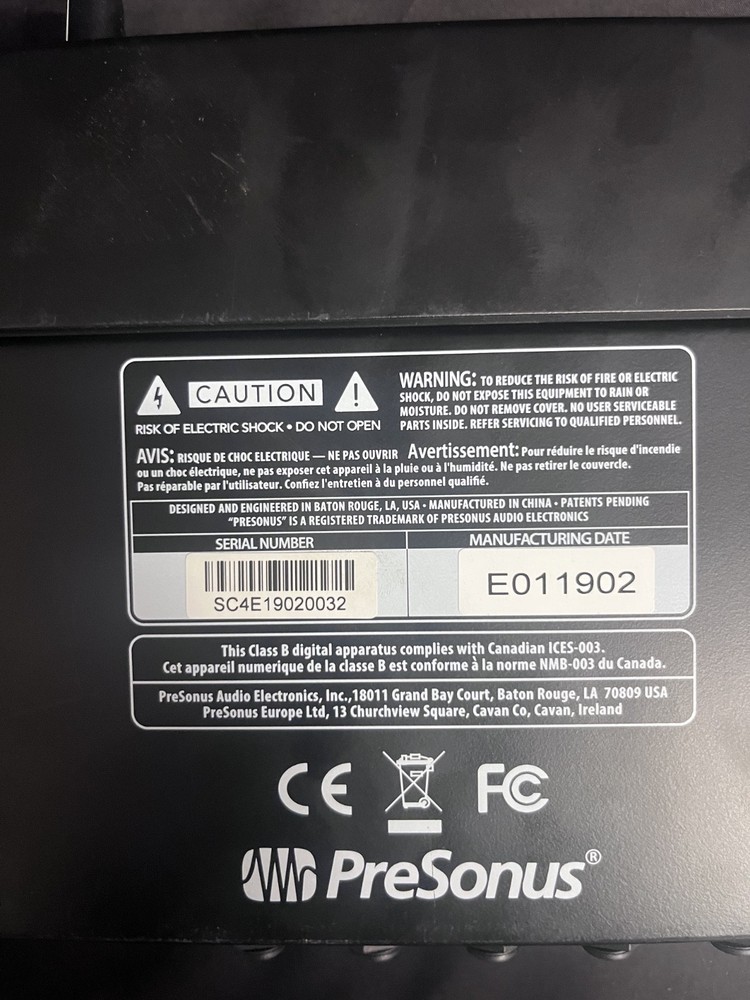 CAUTION
RISK OF ELECTRIC SHOCK • DO NOT OPEN
WARNING: TO REDUCE THE RISK OF FIRE OR ELECTRIC
SHOCK, DO NOT EXPOSE THIS EQUIPMENT TO RAIN OR
MOISTURE. DO NOT REMOVE COVER. NO USER SERVICEABLE
PARTS INSIDE. REFER SERVICING TO QUALIFIED PERSONNEL.
AVIS: RISQUE DE CHOC ELECTRIQUE — NE PAS OUVRIR Avertissement: Pour réduire le risque d'incendie
ou un choc électrique, ne pas exposer cet appareil à la pluie ou à l'humidité. Ne pas retirer le couvercle.
Pas réparable par l'utilisateur. Confiez l'entretien à du personnel qualifié.
DESIGNED AND ENGINEERED IN BATON ROUGE, LA, USA • MANUFACTURED IN CHINA • PATENTS PENDING
"PRESONUS" IS A REGISTERED TRADEMARK OF PRESONUS AUDIO ELECTRONICS
SERIAL NUMBER
MANUFACTURING DATE
SC4E19020032
E011902
This Class B digital apparatus complies with Canadian ICES-003.
Cet appareil numerique de la classe B est conforme à la norme NMB-003 du Canada.
PreSonus Audio Electronics, Inc.,18011 Grand Bay Court, Baton Rouge, LA 70809 USA
PreSonus Europe Ltd, 13 Churchview Square, Cavan Co, Cavan, Ireland
CE FC
PreSonus®